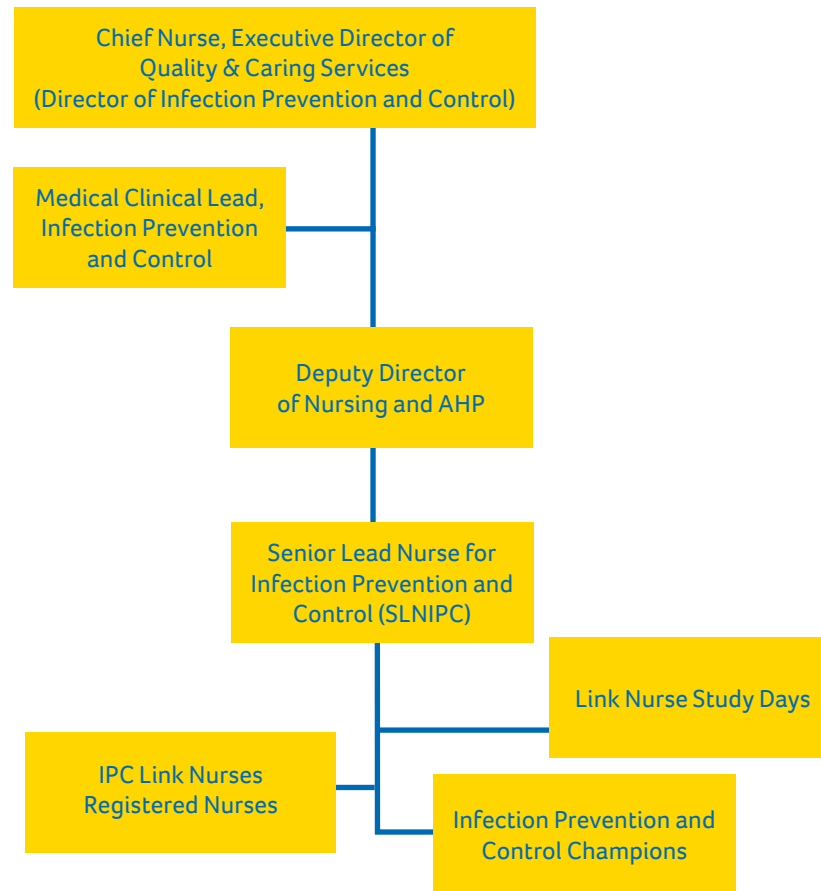 Chief Nurse, Executive Director of
Quality & Caring Services
(Director of Infection Prevention and Control)
Medical Clinical Lead,
Infection Prevention
and Control
Deputy Director
of Nursing and AHP
Senior Lead Nurse for
Infection Prevention and
Control (SLNIPC)
Link Nurse Study Days
IPC Link Nurses
Registered Nurses
Infection Prevention and
Control Champions